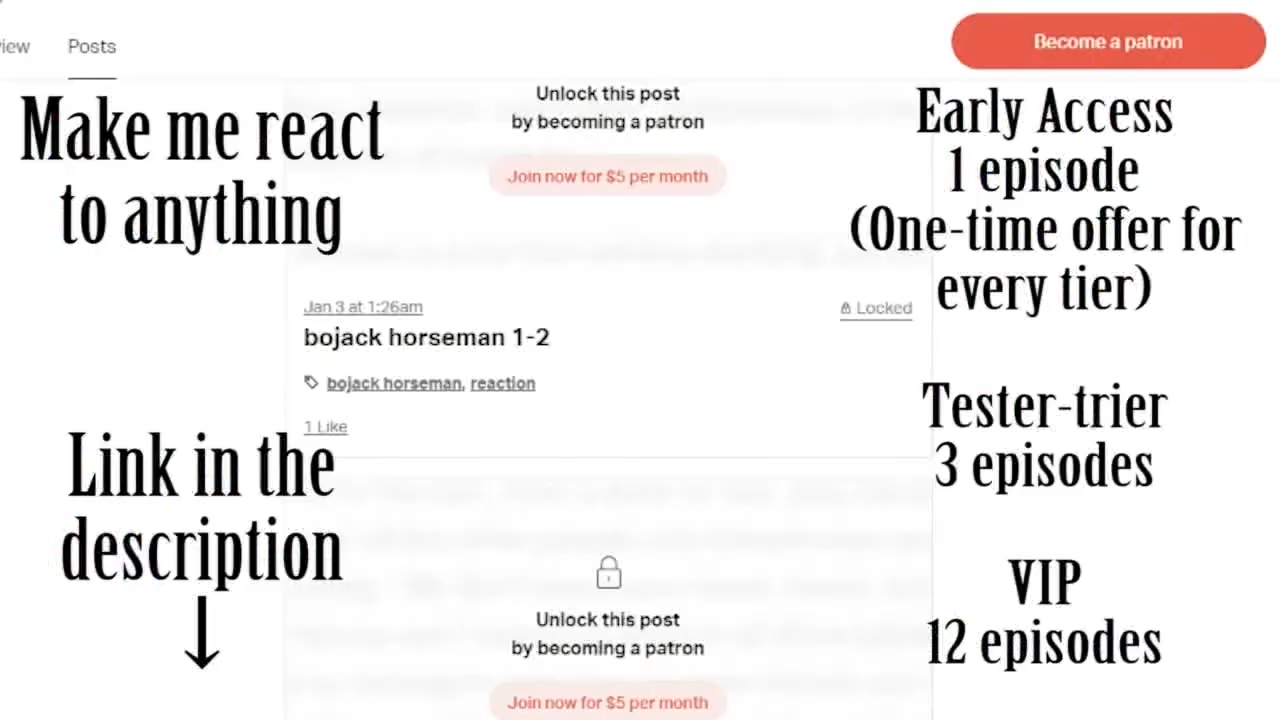 view
Posts
Become a patron
Make me react
to anything
Link in the
description
Unlock this post
by becoming a patron
Join now for $5 per month
Jan 3 at 1:26am
Locked
bojack horseman 1-2
bojack horseman, reaction
1 Like
Unlock this post
by becoming a patron
Join now for $5 per month
Early Access
1 episode
(One-time offer for
every tier)
Tester-trier
3 episodes
VIP
12 episodes